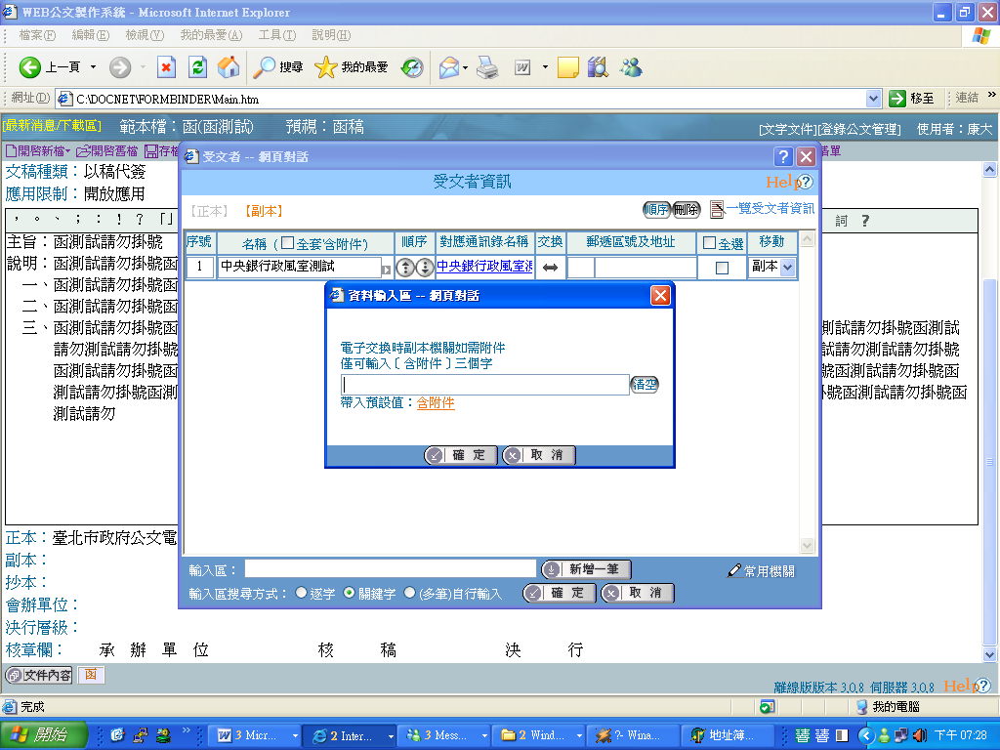 WEB公文製作系統 - Microsoft Internet Explorer
檔案(F) 編輯(E) 檢視(V) 我的最愛(A) 工具(T) 說明(H)
上一頁 搜尋 我的最愛
網址(D) C:\DOCNET\FORMBINDER\Main.htm 移至 連結 »
[最新消息/下載區] 範本檔：函(函測試) 預視：函稿 [文字文件][登錄公文管理] 使用者：康大
開啓新檔 開啓舊檔 存檔 清單
文稿種類：以稿代簽
應用限制：開放應用
，。、；：！？「」 詞 ?
主旨：函測試請勿掛號
說明：函測試請勿掛號函
一、函測試請勿掛號函
二、函測試請勿掛號函
三、函測試請勿掛號函 測試請勿掛號函測試
請勿測試請勿掛號 試請勿掛號函測試請勿掛號
函測試請勿掛號函 測試請勿掛號函測試請勿掛號函
測試請勿掛號函測 掛號函測試請勿掛號函
測試請勿
正本：臺北市政府公文電
副本：
抄本：
會辦單位：
決行層級：
核章欄： 承辦單位 核稿 決行
文件內容 函
離線版版本 3.0.8 伺服器 3.0.8 Help?
受文者 -- 網頁對話
受文者資訊 Help?
【正本】 【副本】 順序 刪除 一覽受文者資訊
序號 名稱 (全套'含附件') 順序 對應通訊錄名稱 交換 郵遞區號及地址 全選 移動
1 中央銀行政風室測試 中央銀行政風室測 副本
資料輸入區 -- 網頁對話
電子交換時副本機關如需附件
僅可輸入〔含附件〕三個字
清空
帶入預設值：含附件
確定 取消
輸入區： 新增一筆 常用機關
輸入區搜尋方式： 逐字 關鍵字 (多筆)自行輸入 確定 取消
完成 我的電腦
開始 » 3 Micr... 2 Inter... 3 Mess... 2 Wind... ?- Wina... 地址簿... 下午 07:28